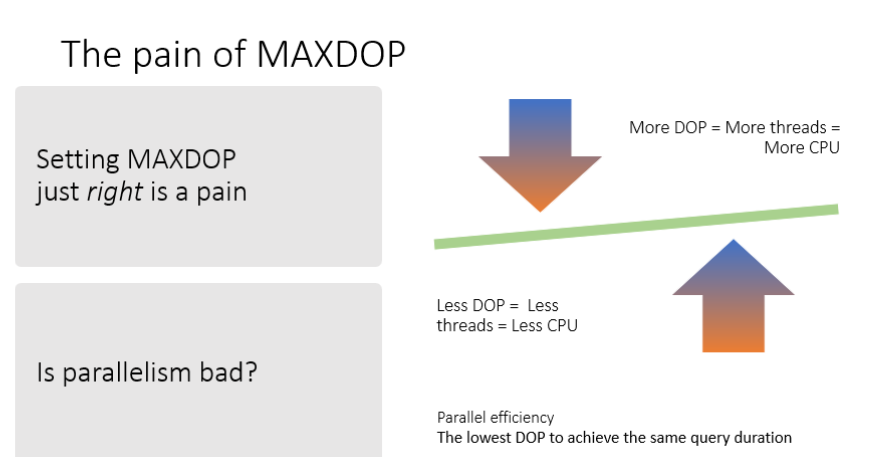 The pain of MAXDOP
Setting MAXDOP
just right is a pain
Is parallelism bad?
More DOP = More threads =
More CPU
Less DOP = Less
threads = Less CPU
Parallel efficiency
The lowest DOP to achieve the same query duration